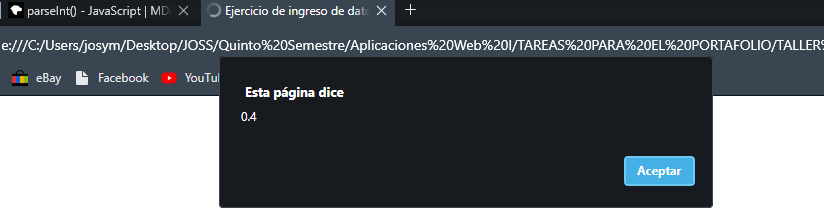 parseInt() - JavaScript | MD
Ejercicio de ingreso de dato
e:///C:/Users/josym/Desktop/JOSS/Quinto%20Semestre/Aplicaciones%20Web%20I/TAREAS%20PARA%20EL%20PORTAFOLIO/TALLER%
eBay Facebook YouTu
Esta página dice
0.4
Aceptar